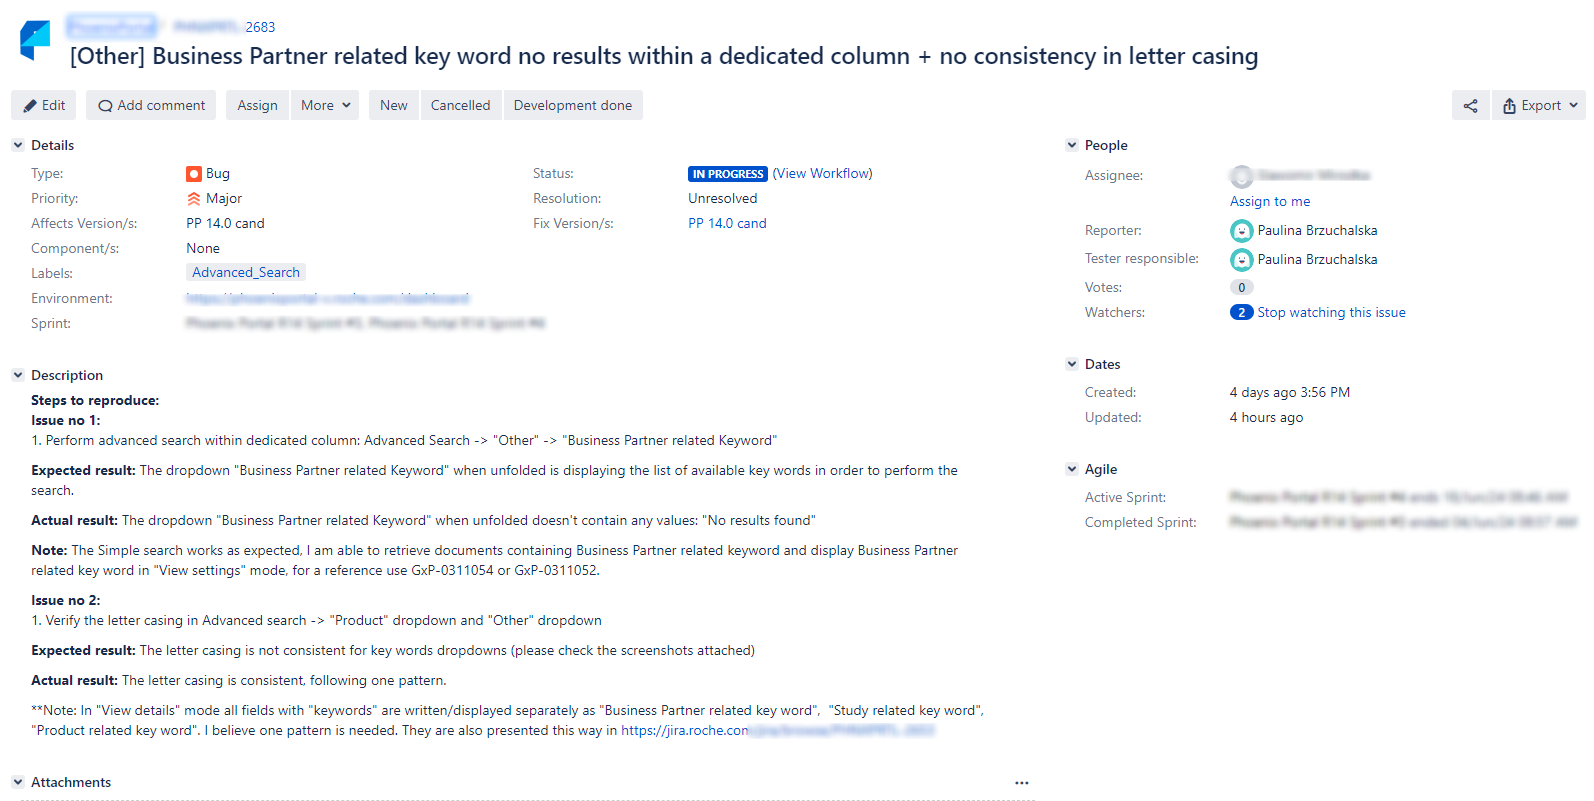 2683
[Other] Business Partner related key word no results within a dedicated column + no consistency in letter casing
Edit Add comment Assign More New Cancelled Development done Export
Details
Type: Bug
Status: IN PROGRESS (View Workflow)
Priority: Major
Resolution: Unresolved
Affects Version/s: PP 14.0 cand
Fix Version/s: PP 14.0 cand
Component/s: None
Labels: Advanced_Search
Environment:
Sprint:
Description
Steps to reproduce:
Issue no 1:
1. Perform advanced search within dedicated column: Advanced Search -> "Other" -> "Business Partner related Keyword"
Expected result: The dropdown "Business Partner related Keyword" when unfolded is displaying the list of available key words in order to perform the
search.
Actual result: The dropdown "Business Partner related Keyword" when unfolded doesn't contain any values: "No results found"
Note: The Simple search works as expected, I am able to retrieve documents containing Business Partner related keyword and display Business Partner
related key word in "View settings" mode, for a reference use GxP-0311054 or GxP-0311052.
Issue no 2:
1. Verify the letter casing in Advanced search -> "Product" dropdown and "Other" dropdown
Expected result: The letter casing is not consistent for key words dropdowns (please check the screenshots attached)
Actual result: The letter casing is consistent, following one pattern.
**Note: In "View details" mode all fields with "keywords" are written/displayed separately as "Business Partner related key word", "Study related key word",
"Product related key word". I believe one pattern is needed. They are also presented this way in https://jira.roche.com
Attachments
People
Assignee:
Assign to me
Reporter: Paulina Brzuchalska
Tester responsible: Paulina Brzuchalska
Votes: 0
Watchers: 2 Stop watching this issue
Dates
Created: 4 days ago 3:56 PM
Updated: 4 hours ago
Agile
Active Sprint:
Completed Sprint: